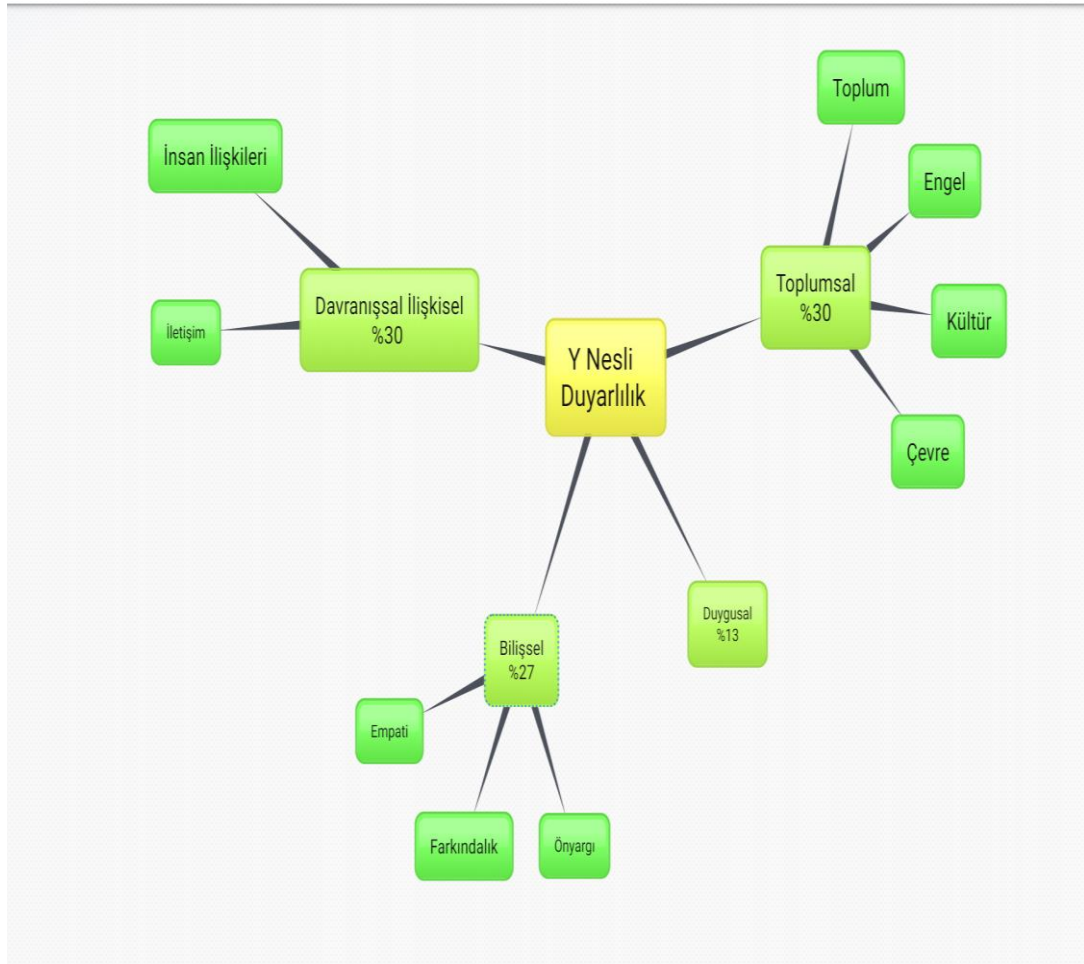 Toplum
İnsan İlişkileri
Engel
Davranışsal İlişkisel
%30
Toplumsal
%30
İletişim
Kültür
Y Nesli
Duyarlılık
Çevre
Duygusal
%13
Bilişsel
%27
Empati
Farkındalık
Önyargı